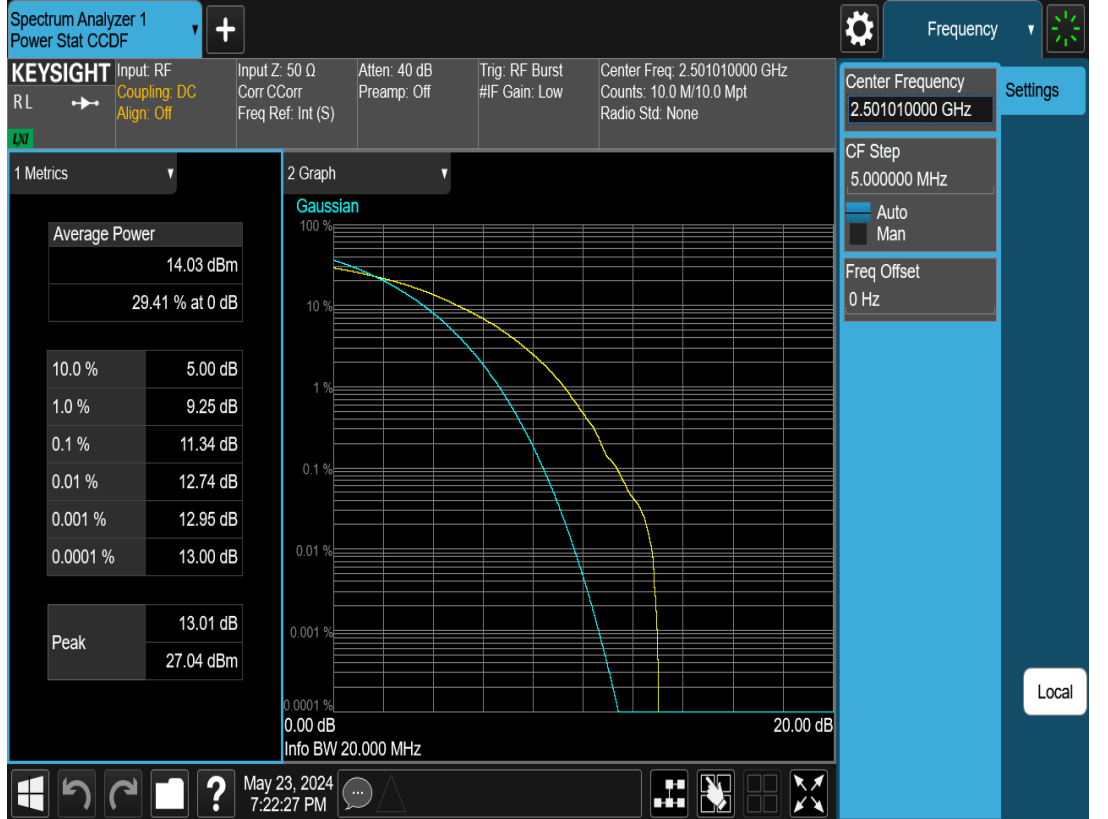 Spectrum Analyzer 1
Power Stat CCDF
+
Frequency
KEYSIGHT
RL
LXI
Input: RF
Coupling: DC
Align: Off
Input Z: 50 Ω
Corr CCorr
Freq Ref: Int (S)
Atten: 40 dB
Preamp: Off
Trig: RF Burst
#IF Gain: Low
Center Freq: 2.501010000 GHz
Counts: 10.0 M/10.0 Mpt
Radio Std: None
Center Frequency
2.501010000 GHz
Settings
CF Step
5.000000 MHz
Auto
Man
Freq Offset
0 Hz
1 Metrics
Average Power
14.03 dBm
29.41 % at 0 dB
10.0 % 5.00 dB
1.0 % 9.25 dB
0.1 % 11.34 dB
0.01 % 12.74 dB
0.001 % 12.95 dB
0.0001 % 13.00 dB
Peak
13.01 dB
27.04 dBm
2 Graph
Gaussian
100 %
10 %
1 %
0.1 %
0.01 %
0.001 %
0.0001 %
0.00 dB 20.00 dB
Info BW 20.000 MHz
Local
?
May 23, 2024
7:22:27 PM